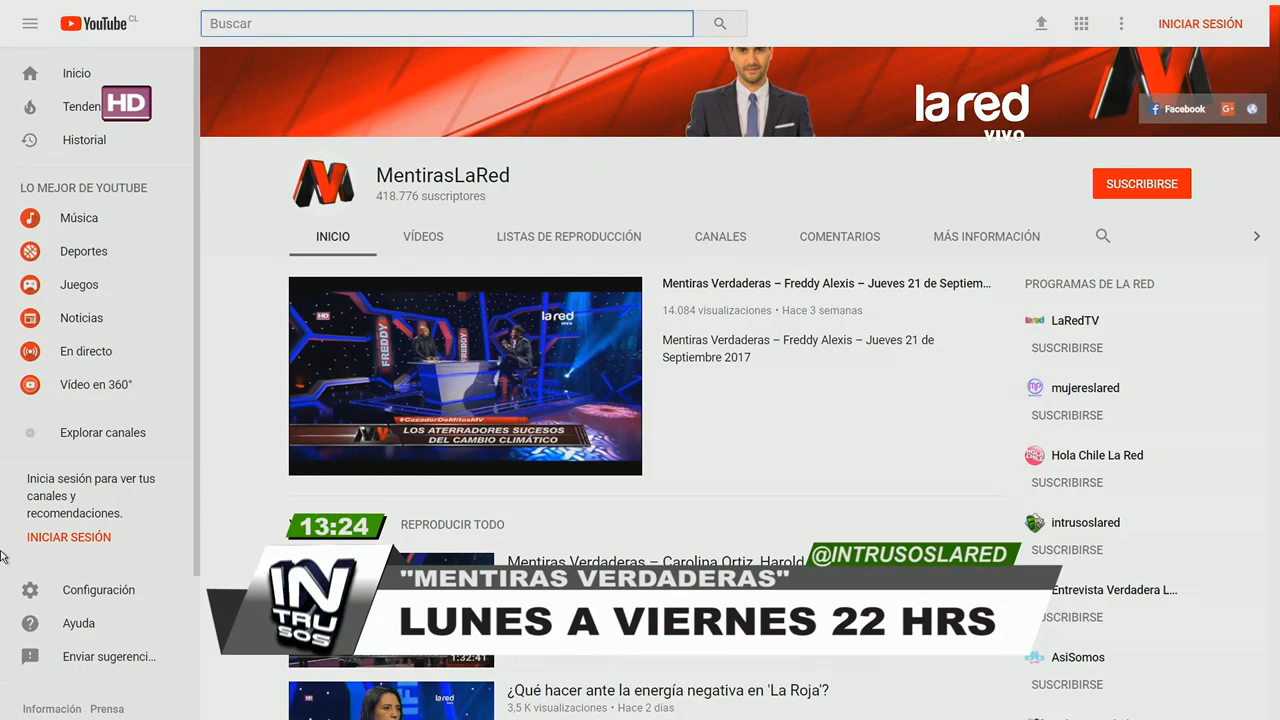 YouTube CL
Buscar
INICIAR SESIÓN
Inicio
Tenden
HD
Historial
LO MEJOR DE YOUTUBE
Música
Deportes
Juegos
Noticias
En directo
Vídeo en 360°
Explorar canales
Inicia sesión para ver tus
canales y
recomendaciones.
INICIAR SESIÓN
Configuración
Ayuda
Enviar sugerenci...
Información Prensa
la red
VIVO
Facebook
G+
MentirasLaRed
418.776 suscriptores
SUSCRIBIRSE
INICIO
VÍDEOS
LISTAS DE REPRODUCCIÓN
CANALES
COMENTARIOS
MÁS INFORMACIÓN
HD
la red
vivo
FREDDY
FREDDY
#CazadorDeMitosMV
LOS ATERRADORES SUCESOS
DEL CAMBIO CLIMÁTICO
Mentiras Verdaderas – Freddy Alexis – Jueves 21 de Septiem...
14.084 visualizaciones • Hace 3 semanas
Mentiras Verdaderas – Freddy Alexis – Jueves 21 de
Septiembre 2017
PROGRAMAS DE LA RED
LaRedTV
SUSCRIBIRSE
mujereslared
SUSCRIBIRSE
Hola Chile La Red
SUSCRIBIRSE
intrusoslared
SUSCRIBIRSE
Entrevista Verdadera L...
SUSCRIBIRSE
AsiSomos
SUSCRIBIRSE
13:24
REPRODUCIR TODO
Mentiras Verdaderas – Carolina Ortiz, Harold
@INTRUSOSLARED
IN
TRU
SOS
"MENTIRAS VERDADERAS"
LUNES A VIERNES 22 HRS
1:32:41
la red
¿Qué hacer ante la energía negativa en 'La Roja'?
3,5 K visualizaciones • Hace 2 días